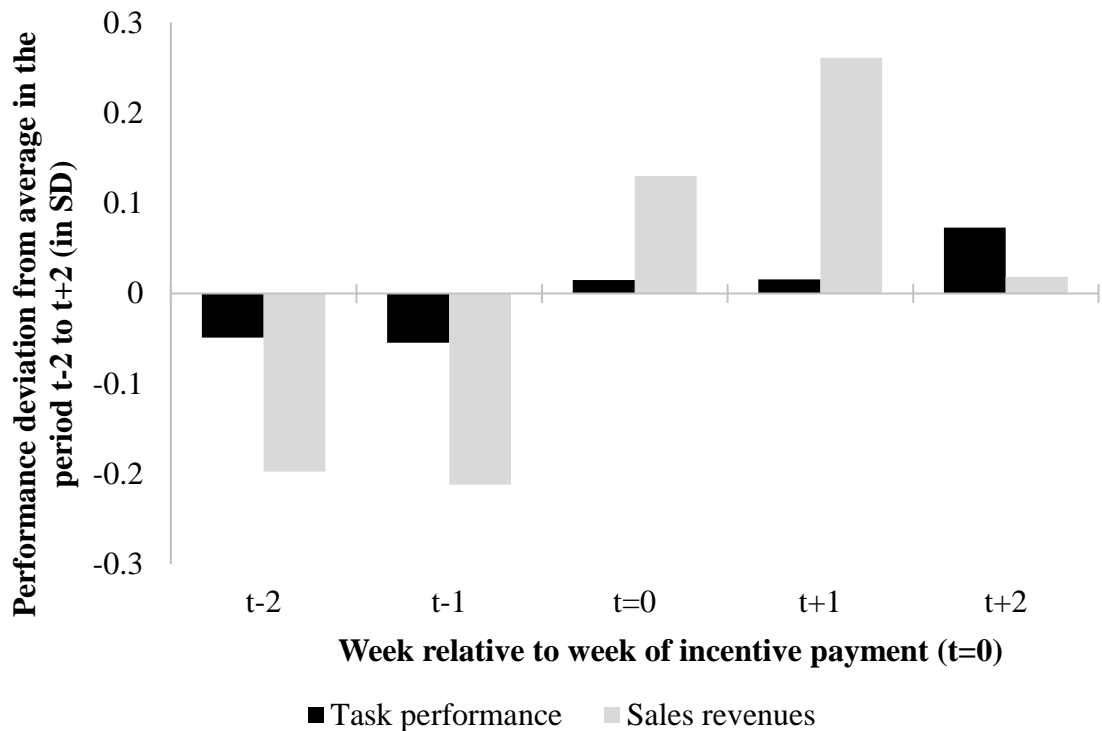 Performance deviation from average in the
period t-2 to t+2 (in SD)
0.3
0.2
0.1
0
-0.1
-0.2
-0.3
t-2 t-1 t=0 t+1 t+2
Week relative to week of incentive payment (t=0)
Task performance Sales revenues